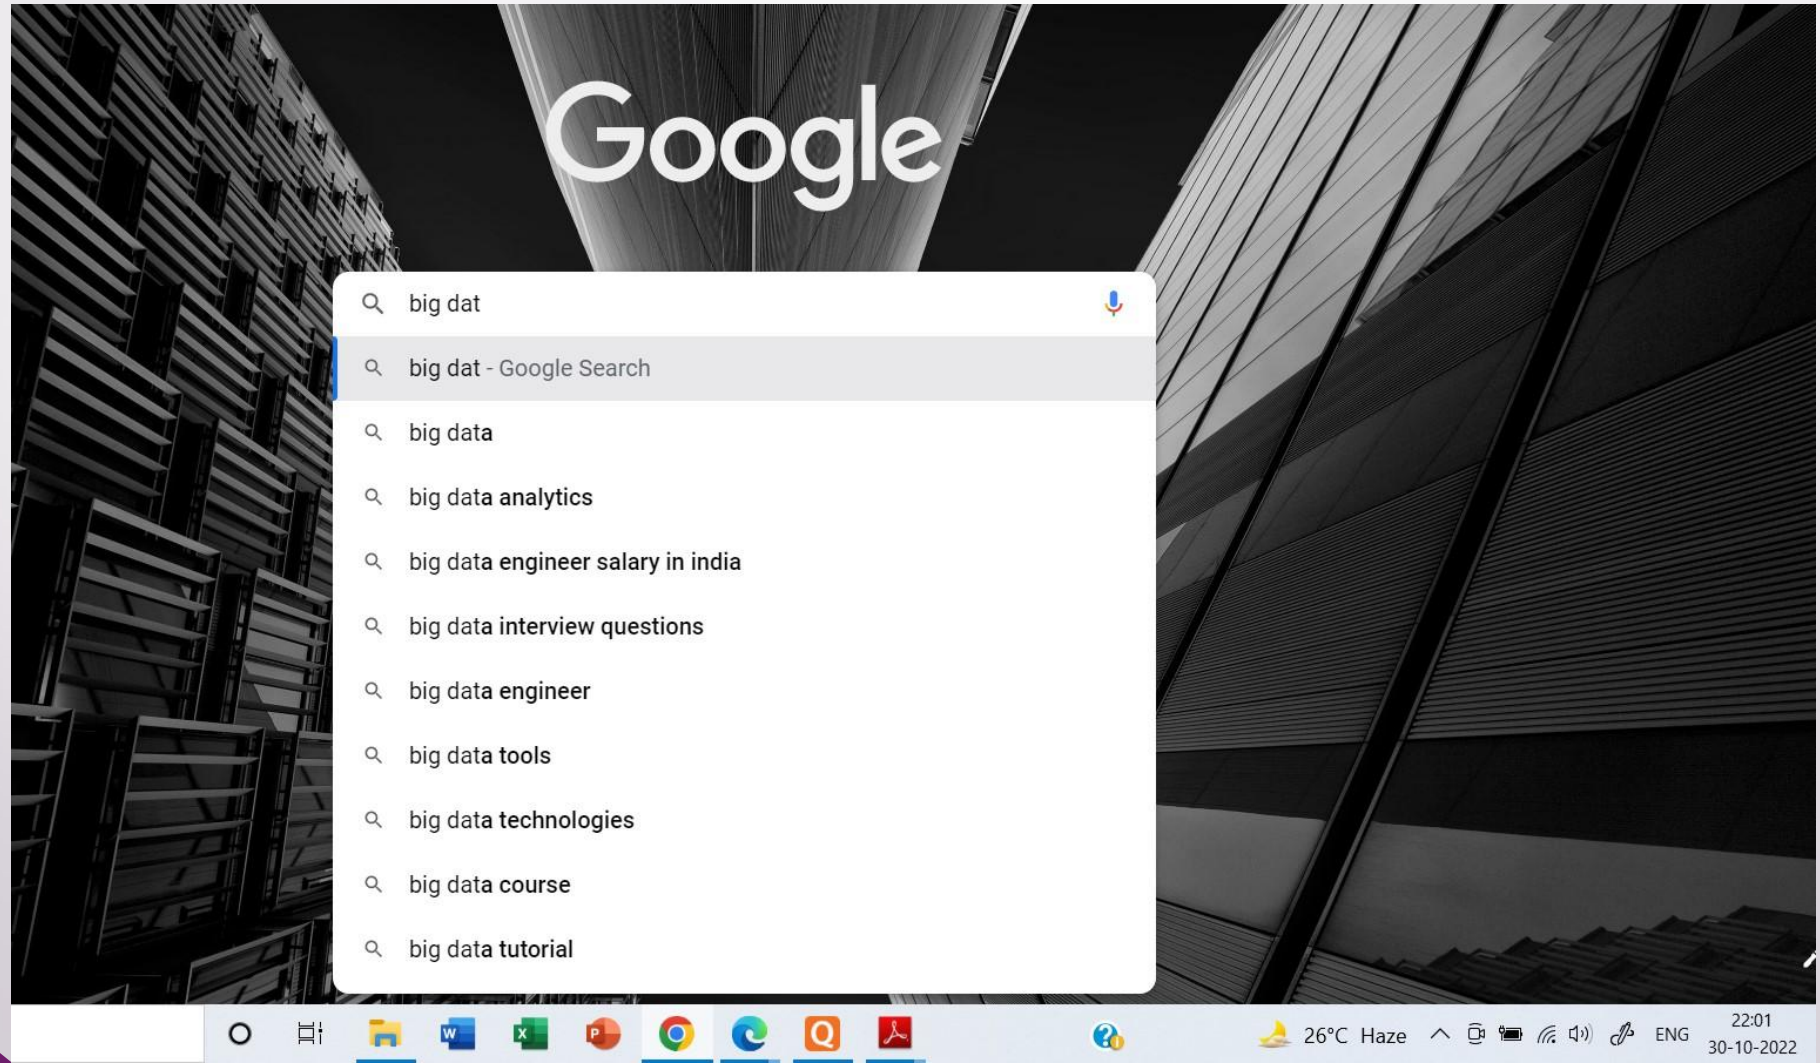 Google
big dat
big dat - Google Search
big data
big data analytics
big data engineer salary in india
big data interview questions
big data engineer
big data tools
big data technologies
big data course
big data tutorial
26°C Haze
ENG
22:01
30-10-2022